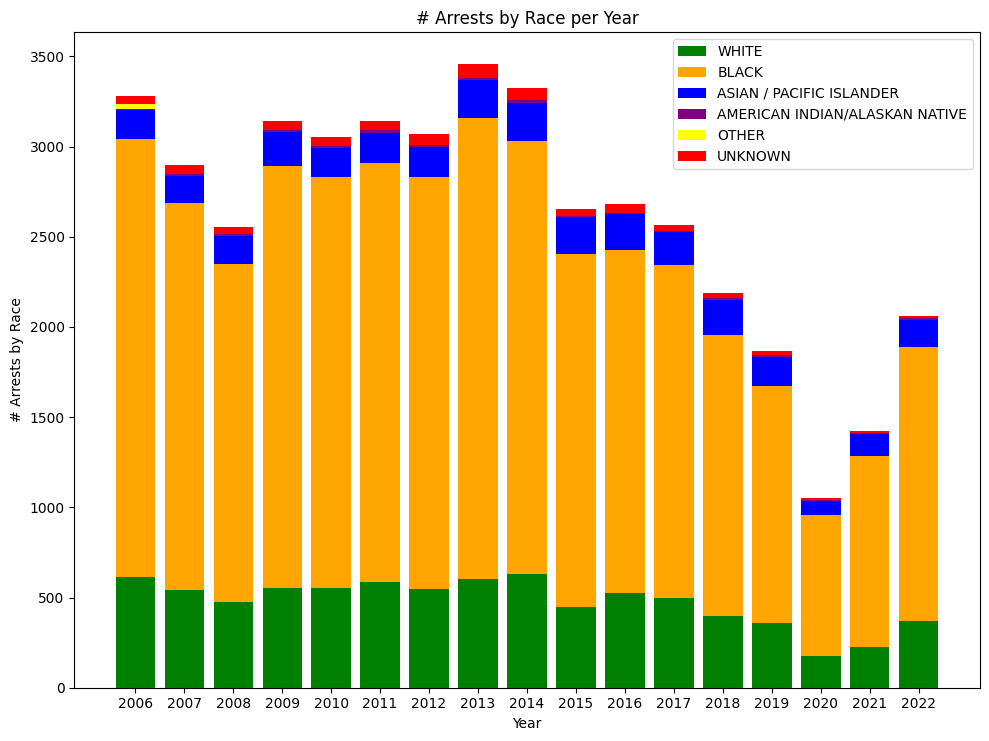 # Arrests by Race per Year
WHITE
BLACK
ASIAN / PACIFIC ISLANDER
AMERICAN INDIAN/ALASKAN NATIVE
OTHER
UNKNOWN
# Arrests by Race
3500
3000
2500
2000
1500
1000
500
0
2006 2007 2008 2009 2010 2011 2012 2013 2014 2015 2016 2017 2018 2019 2020 2021 2022
Year